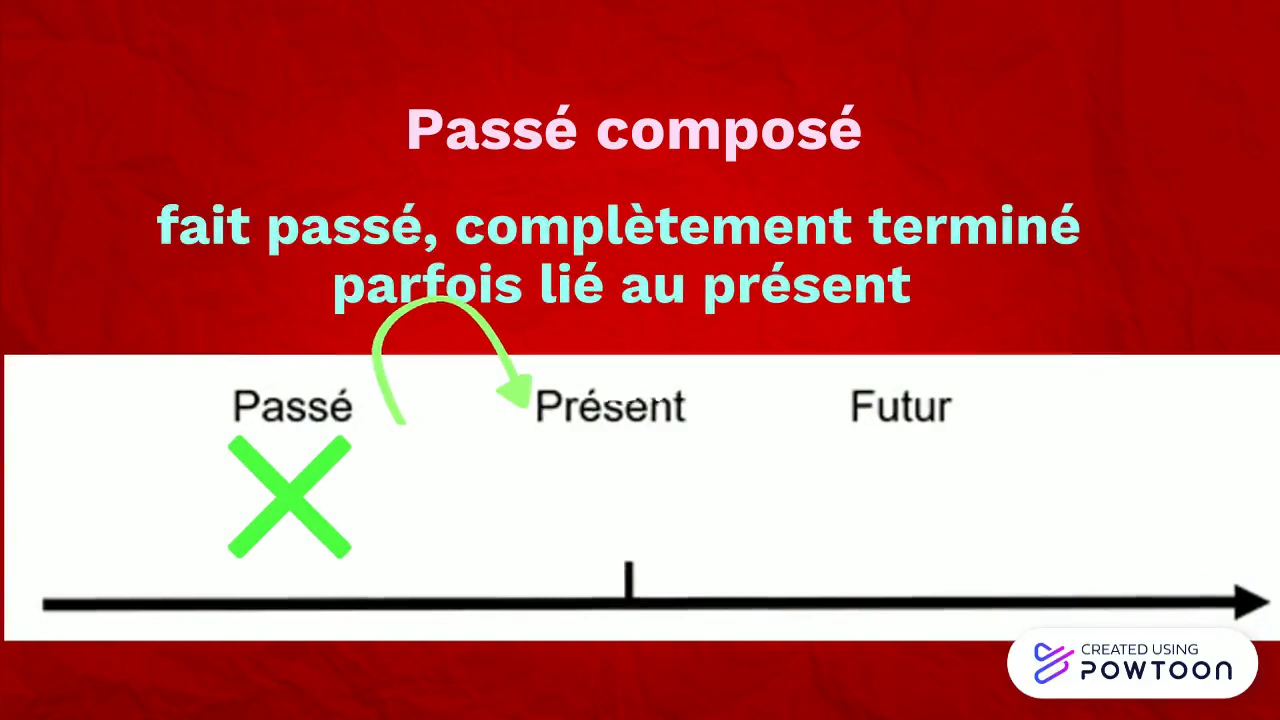 Passé composé
fait passé, complètement terminé
parfois lié au présent
Passé Présent Futur
CREATED USING
POWTOON